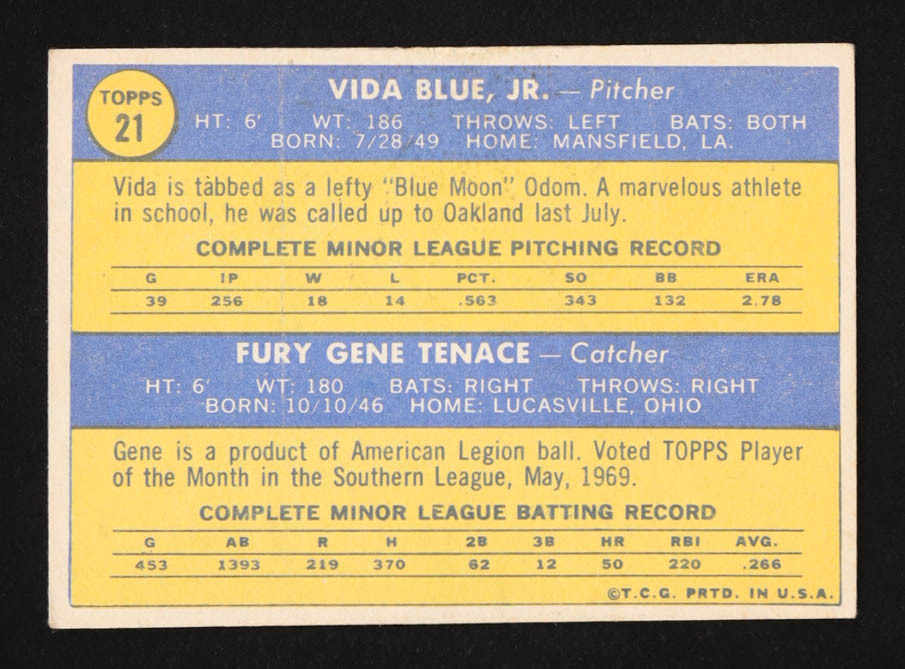 TOPPS
21
VIDA BLUE, JR. — Pitcher
HT: 6' WT: 186 THROWS: LEFT BATS: BOTH
BORN: 7/28/49 HOME: MANSFIELD, LA.
Vida is tabbed as a lefty "Blue Moon" Odom. A marvelous athlete
in school, he was called up to Oakland last July.
COMPLETE MINOR LEAGUE PITCHING RECORD
G IP W L PCT. SO BB ERA
39 256 18 14 .563 343 132 2.78
FURY GENE TENACE — Catcher
HT: 6' WT: 180 BATS: RIGHT THROWS: RIGHT
BORN: 10/10/46 HOME: LUCASVILLE, OHIO
Gene is a product of American Legion ball. Voted TOPPS Player
of the Month in the Southern League, May, 1969.
COMPLETE MINOR LEAGUE BATTING RECORD
G AB R H 2B 3B HR RBI AVG.
453 1393 219 370 62 12 50 220 .266
©T.C.G. PRTD. IN U.S.A.